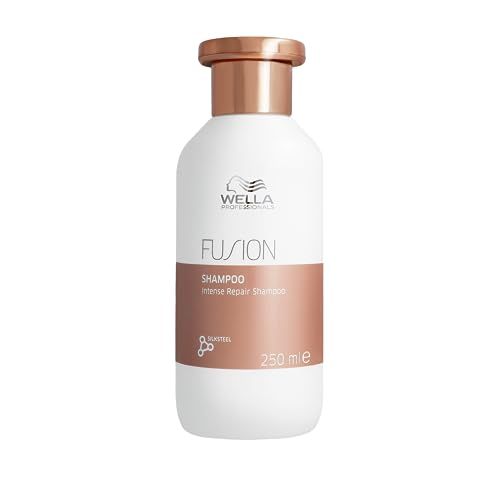 WELLA
PROFESSIONALS
FUSION
SHAMPOO
Intense Repair Shampoo
SILKSTEEL
250 ml e